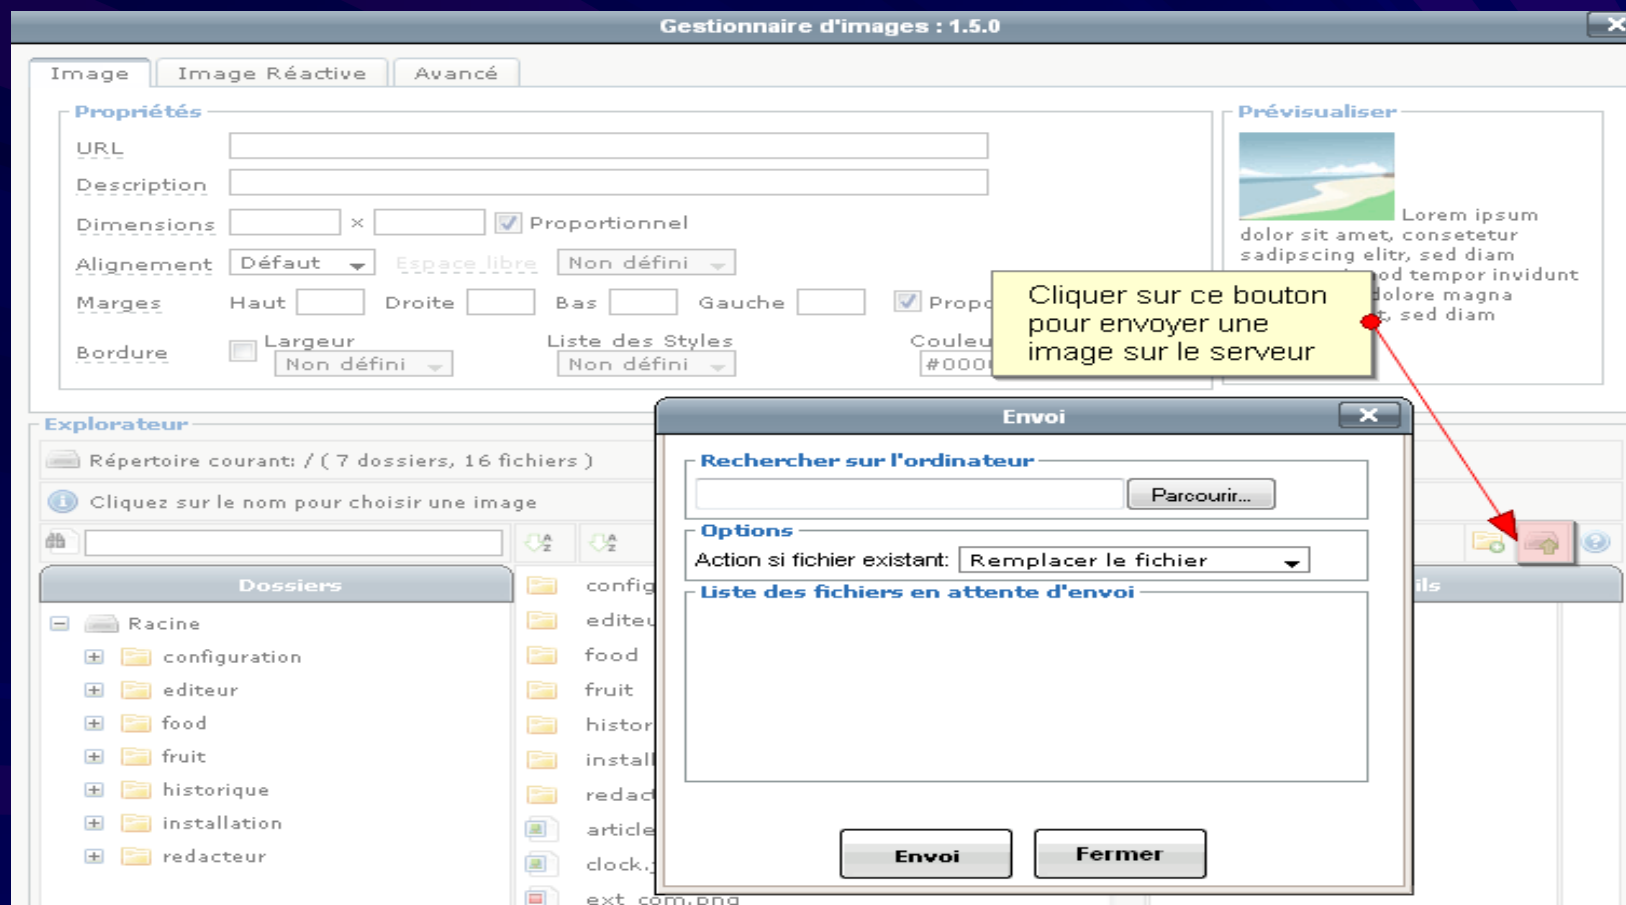 Gestionnaire d'images : 1.5.0
Image Image Réactive Avancé
Propriétés
URL
Description
Dimensions × Proportionnel
Alignement Défaut Espace libre Non défini
Marges Haut Droite Bas Gauche
Bordure Largeur Liste des Styles
Non défini Non défini
Prévisualiser
Lorem ipsum
dolor sit amet, consetetur
sadipscing elitr, sed diam
tempor invidunt
dolore magna
sed diam
Cliquer sur ce bouton
pour envoyer une
image sur le serveur
Explorateur
Répertoire courant: / ( 7 dossiers, 16 fichiers )
Cliquez sur le nom pour choisir une image
Dossiers
Racine
configuration
editeur
food
fruit
historique
installation
redacteur
config
editeu
food
fruit
histor
install
redact
article
clock.
ext_com.png
Envoi
Rechercher sur l'ordinateur
Parcourir...
Options
Action si fichier existant: Remplacer le fichier
Liste des fichiers en attente d'envoi
Envoi Fermer